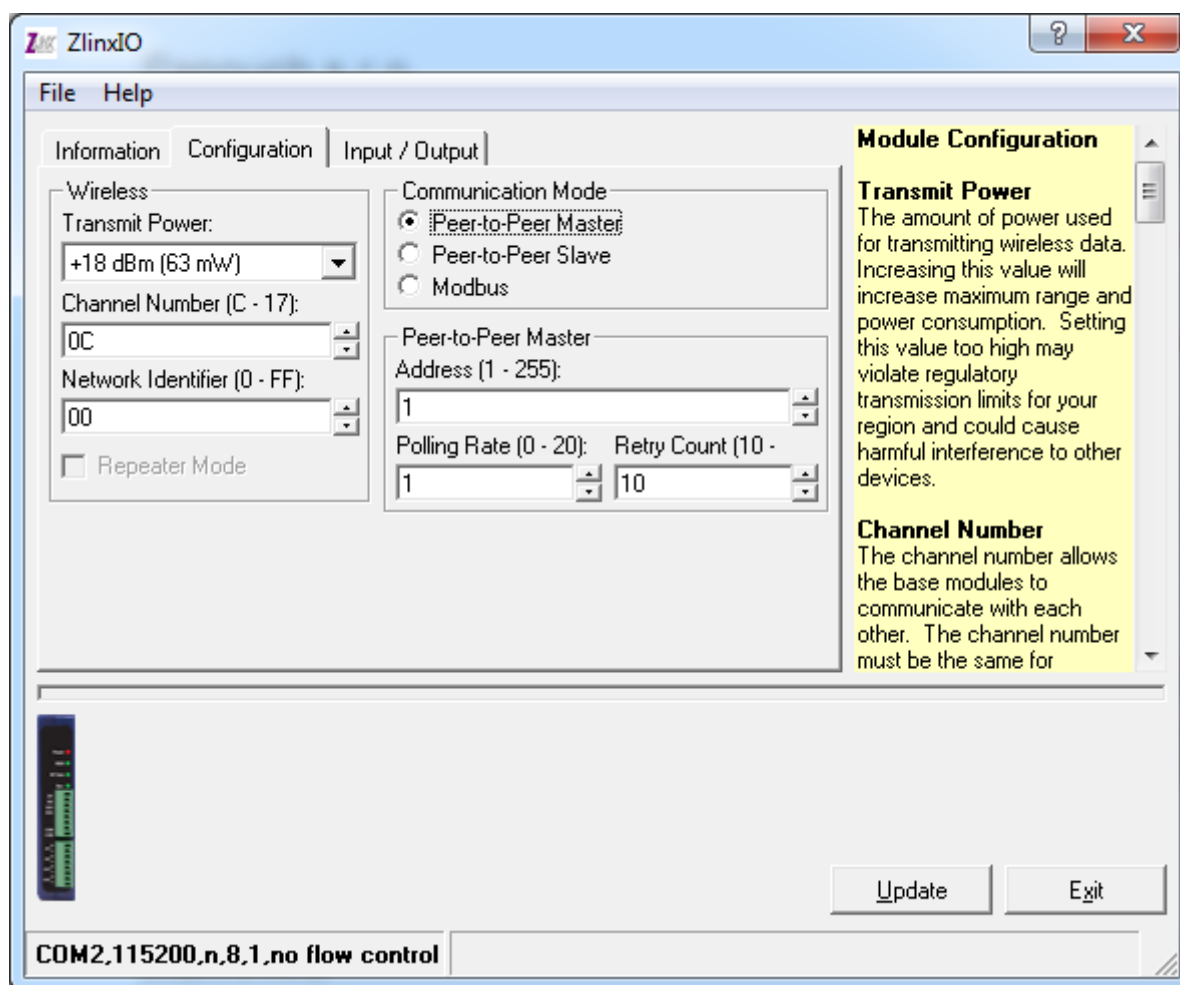 ZlinxIO
File Help
Information Configuration Input / Output
Wireless
Transmit Power:
+18 dBm (63 mW)
Channel Number (C - 17):
0C
Network Identifier (0 - FF):
00
Repeater Mode
Communication Mode
Peer-to-Peer Master
Peer-to-Peer Slave
Modbus
Peer-to-Peer Master
Address (1 - 255):
1
Polling Rate (0 - 20): Retry Count (10 -
1 10
Module Configuration
Transmit Power
The amount of power used
for transmitting wireless data.
Increasing this value will
increase maximum range and
power consumption. Setting
this value too high may
violate regulatory
transmission limits for your
region and could cause
harmful interference to other
devices.
Channel Number
The channel number allows
the base modules to
communicate with each
other. The channel number
must be the same for
Update Exit
COM2,115200,n,8,1,no flow control